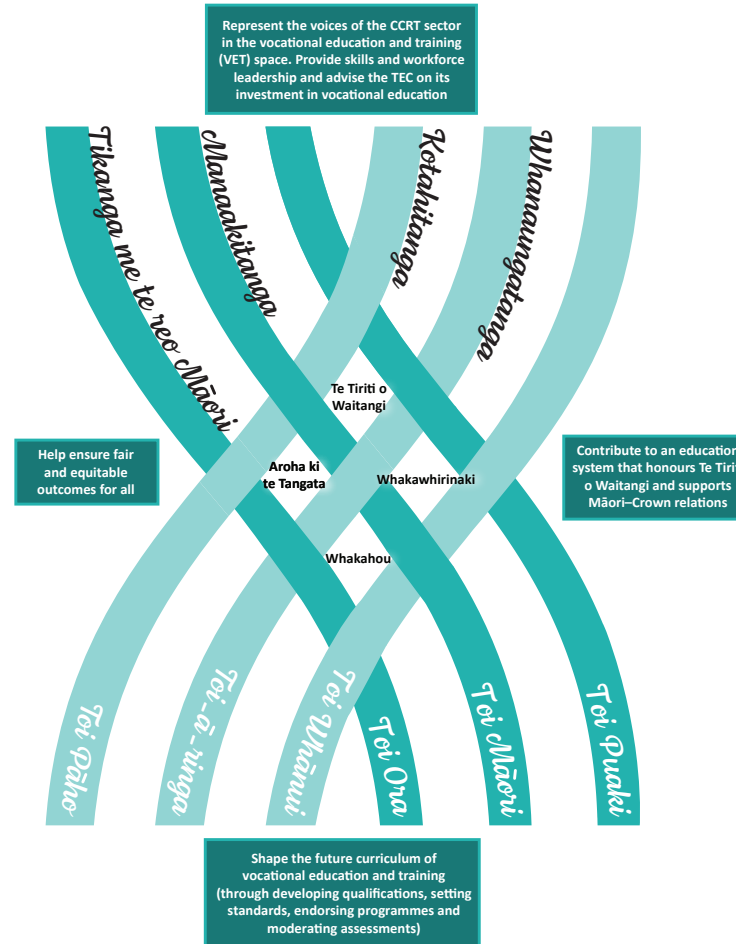 Represent the voices of the CCRT sector
in the vocational education and training
(VET) space. Provide skills and workforce
leadership and advise the TEC on its
investment in vocational education
Tikanga me te reo Māori
Manaakitanga
Kotahitanga
Whanaungatanga
Te Tiriti o
Waitangi
Help ensure fair
and equitable
outcomes for all
Aroha ki
te Tangata
Whakawhirinaki
Contribute to an education
system that honours Te Tirit
o Waitangi and supports
Māori–Crown relations
Whakahou
Toi Pāho
Toi-ā-ringa
Toi Whānui
Toi Ora
Toi Māori
Toi Puaki
Shape the future curriculum of
vocational education and training
(through developing qualifications, setting
standards, endorsing programmes and
moderating assessments)